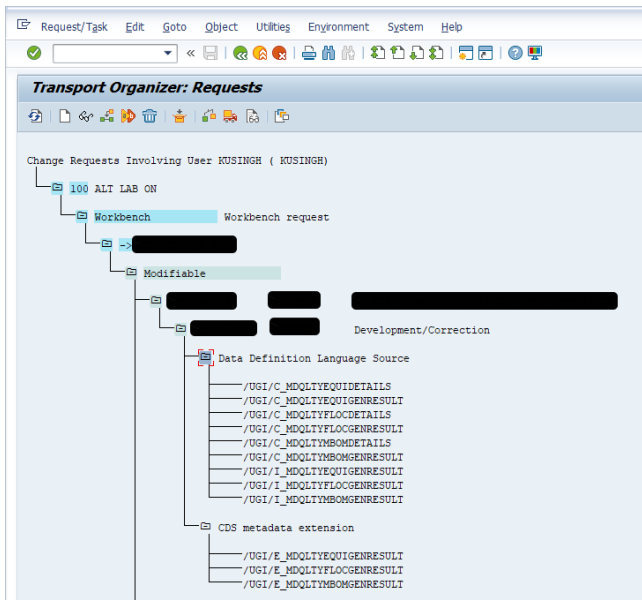 Request/Task Edit Goto Object Utilities Environment System Help
Transport Organizer: Requests
Change Requests Involving User KUSINGH ( KUSINGH)
100 ALT LAB ON
Workbench Workbench request
->
Modifiable
Development/Correction
Data Definition Language Source
/UGI/C_MDQLTYEQUIDETAILS
/UGI/C_MDQLTYEQUIGENRESULT
/UGI/C_MDQLTYFLOCDETAILS
/UGI/C_MDQLTYFLOCGENRESULT
/UGI/C_MDQLTYMBOMDETAILS
/UGI/C_MDQLTYMBOMGENRESULT
/UGI/I_MDQLTYEQUIGENRESULT
/UGI/I_MDQLTYFLOCGENRESULT
/UGI/I_MDQLTYMBOMGENRESULT
CDS metadata extension
/UGI/E_MDQLTYEQUIGENRESULT
/UGI/E_MDQLTYFLOCGENRESULT
/UGI/E_MDQLTYMBOMGENRESULT